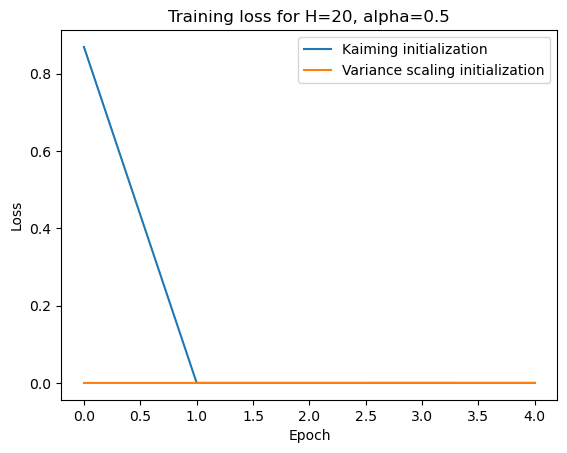 Training loss for H=20, alpha=0.5
Kaiming initialization
Variance scaling initialization
0.8
0.6
0.4
0.2
0.0
Loss
0.0 0.5 1.0 1.5 2.0 2.5 3.0 3.5 4.0
Epoch